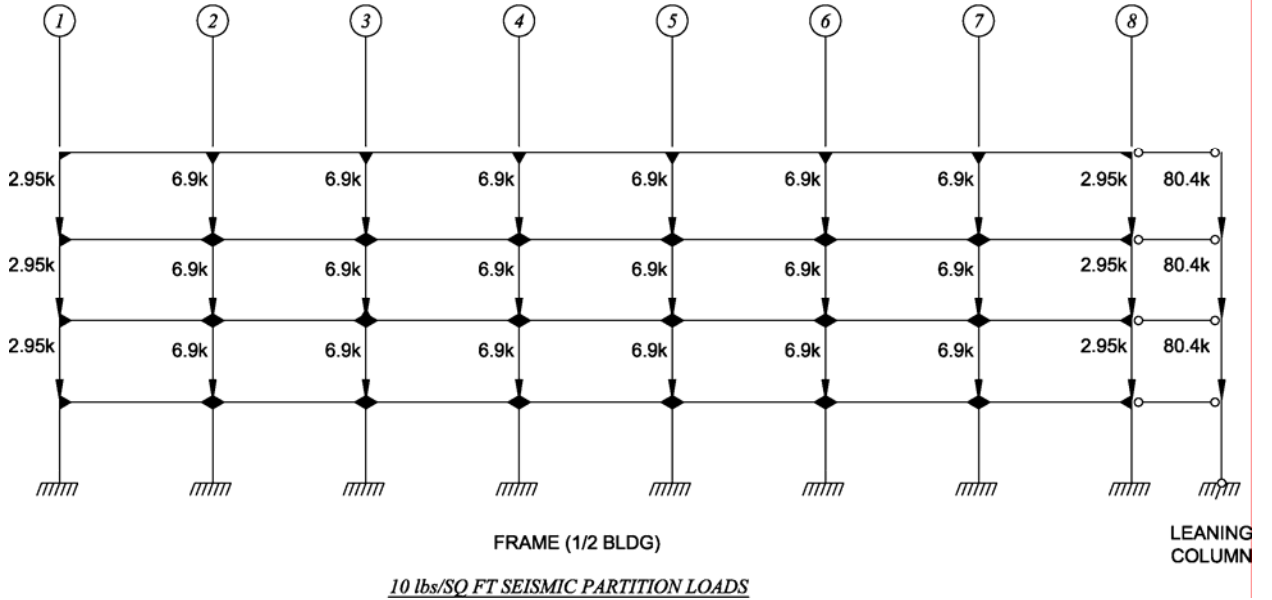 1 2 3 4 5 6 7 8
2.95k 6.9k 6.9k 6.9k 6.9k 6.9k 6.9k 2.95k 80.4k
2.95k 6.9k 6.9k 6.9k 6.9k 6.9k 6.9k 2.95k 80.4k
2.95k 6.9k 6.9k 6.9k 6.9k 6.9k 6.9k 2.95k 80.4k
FRAME (1/2 BLDG)
LEANING
COLUMN
10 lbs/SQ FT SEISMIC PARTITION LOADS